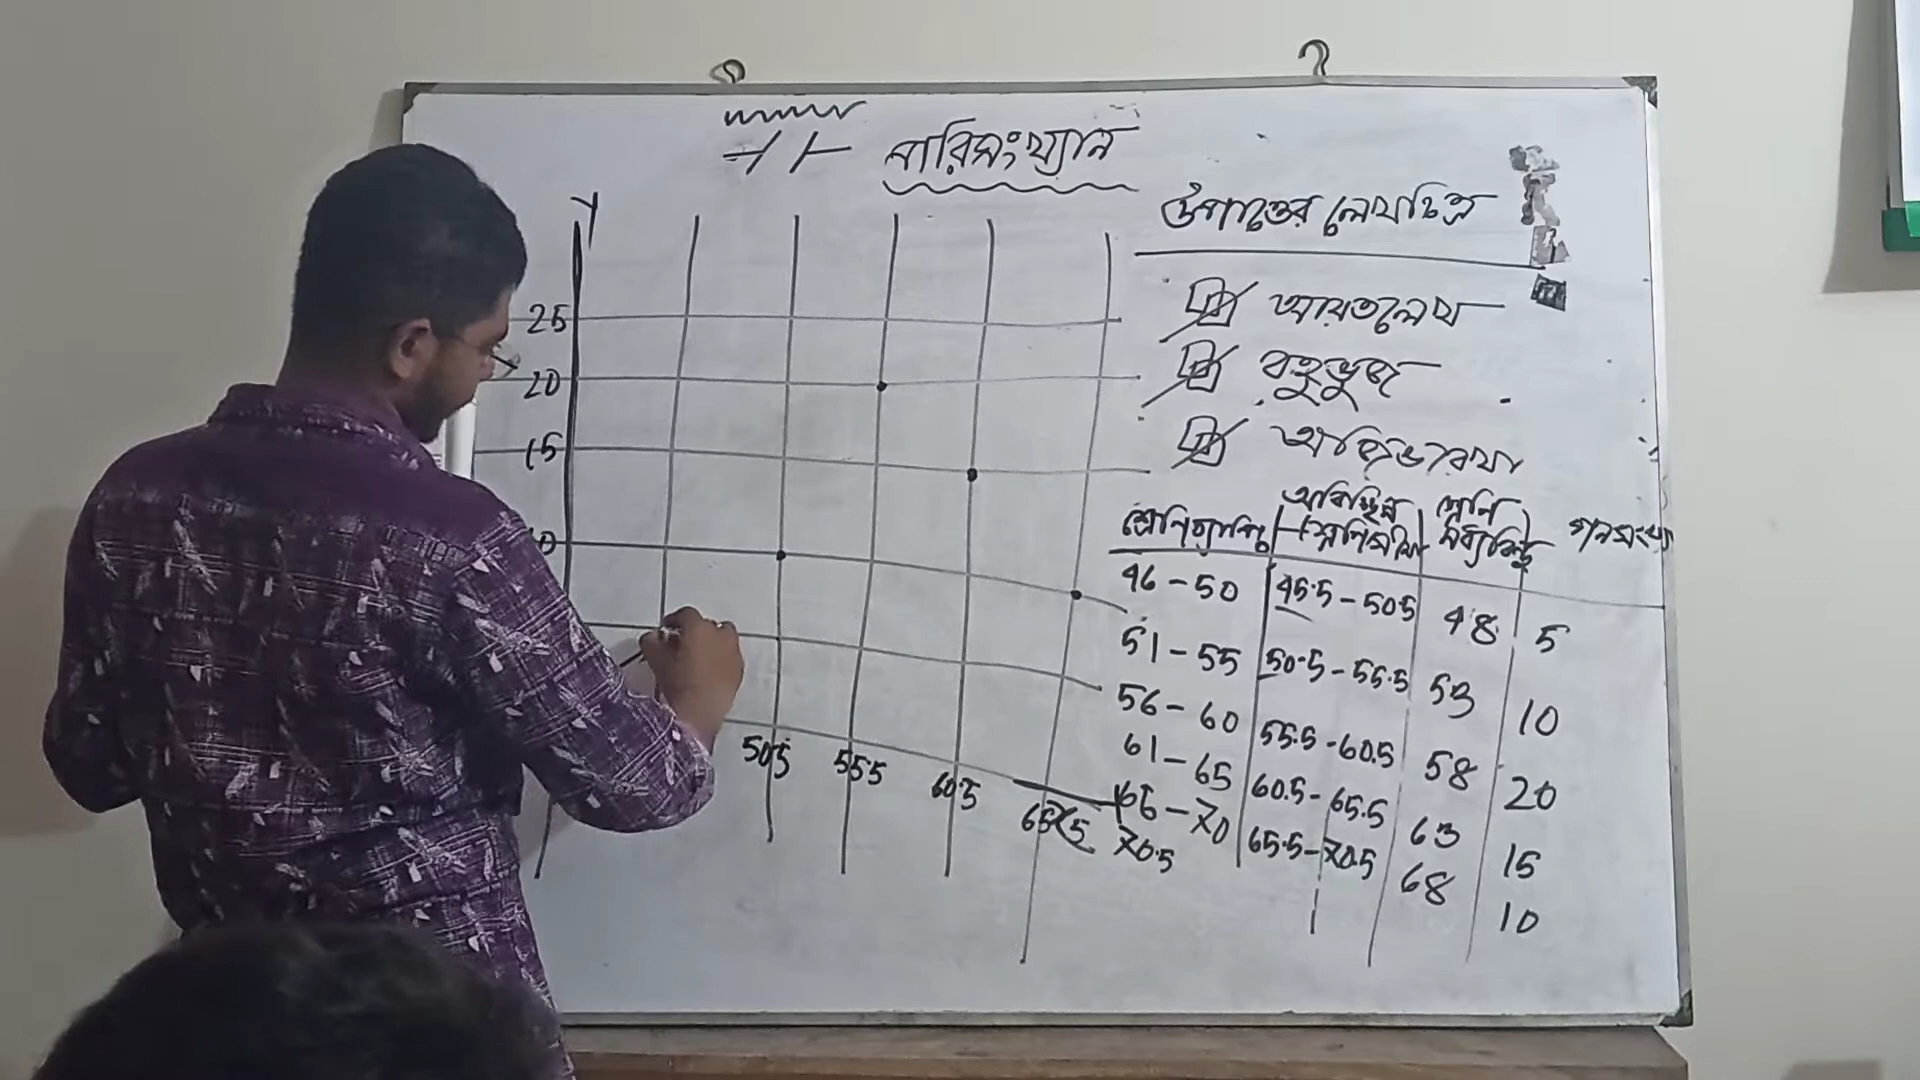 পরিসংখ্যান
উপাত্তের লেখচিত্র
আয়তলেখ
বহুভুজ
অজিভরেখা
Y
25
20
15
10
50.5 55.5 60.5 65.5 70.5
শ্রেণিব্যাপ্তি অবিচ্ছিন্ন শ্রেণিসীমা শ্রেণি মধ্যবিন্দু গনসংখ্যা
46 - 50 45.5 - 50.5 48 5
51 - 55 50.5 - 55.5 53 10
56 - 60 55.5 - 60.5 58 20
61 - 65 60.5 - 65.5 63 15
66 - 70 65.5 - 70.5 68 10